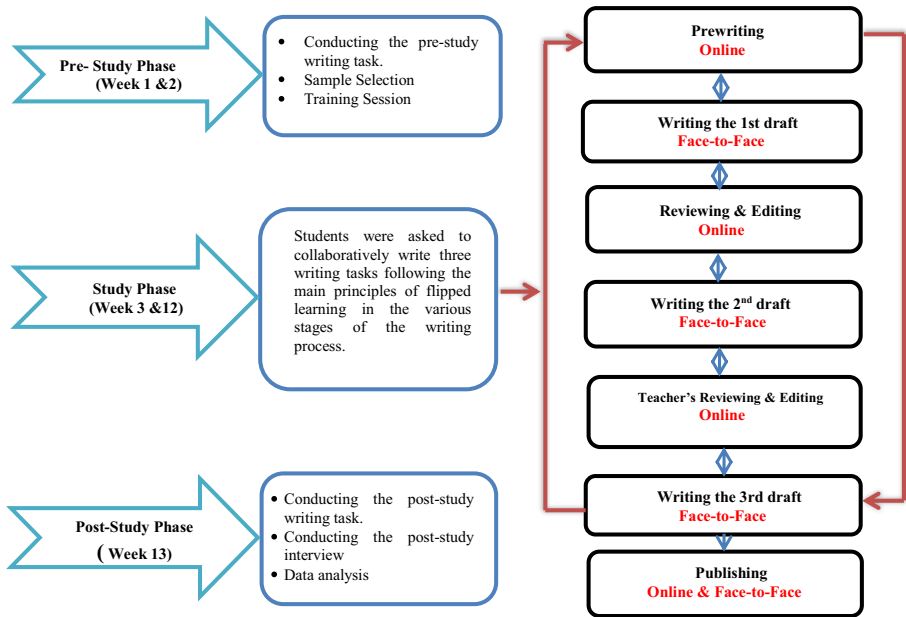 Pre- Study Phase
(Week 1 &2)
• Conducting the pre-study
writing task.
• Sample Selection
• Training Session
Study Phase
(Week 3 &12)
Students were asked to
collaboratively write three
writing tasks following the
main principles of flipped
learning in the various
stages of the writing
process.
Post-Study Phase
( Week 13)
• Conducting the post-study
writing task.
• Conducting the post-study
interview
• Data analysis
Prewriting
Online
Writing the 1st draft
Face-to-Face
Reviewing & Editing
Online
Writing the 2nd draft
Face-to-Face
Teacher's Reviewing & Editing
Online
Writing the 3rd draft
Face-to-Face
Publishing
Online & Face-to-Face